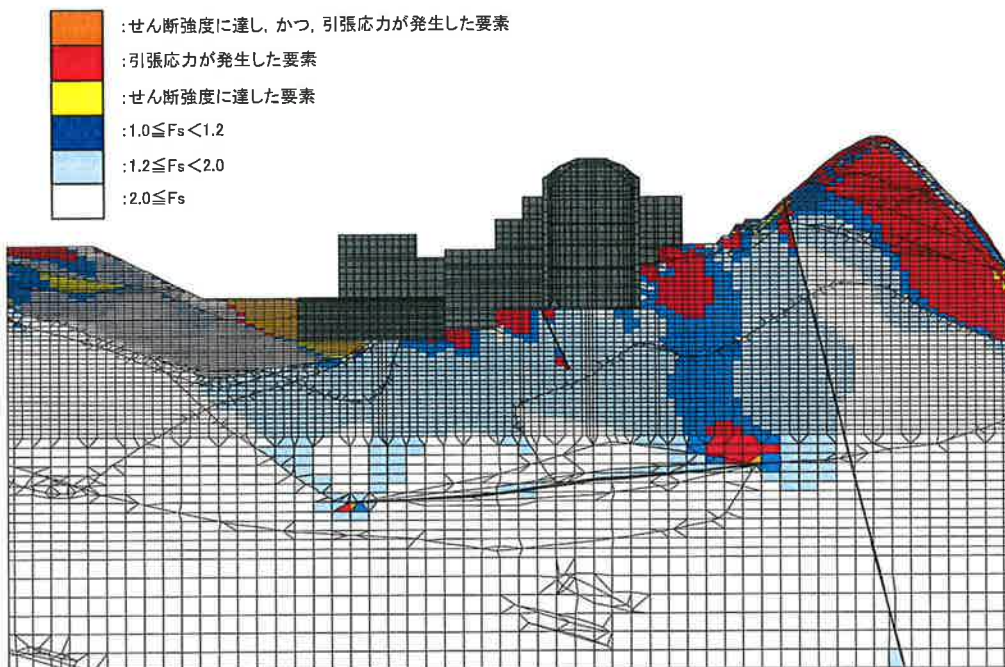 :せん断強度に達し，かつ，引張応力が発生した要素
:引張応力が発生した要素
:せん断強度に達した要素
:1.0≦Fs＜1.2
:1.2≦Fs＜2.0
:2.0≦Fs